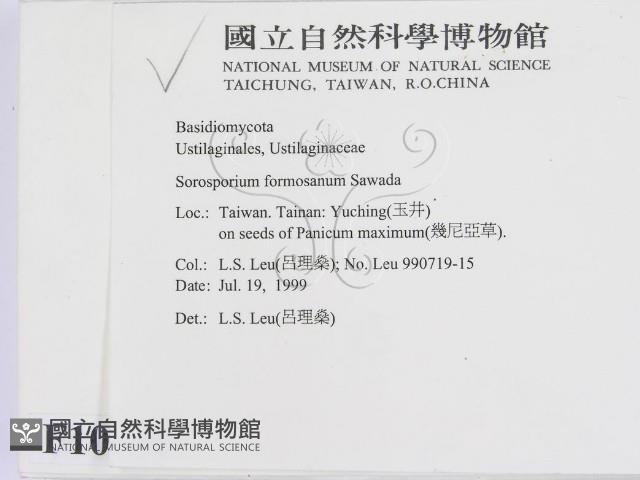 國立自然科學博物館
NATIONAL MUSEUM OF NATURAL SCIENCE
TAICHUNG, TAIWAN, R.O.CHINA
Basidiomycota
Ustilaginales, Ustilaginaceae
Sorosporium formosanum Sawada
Loc.: Taiwan. Tainan: Yuching(玉井)
on seeds of Panicum maximum(幾尼亞草).
Col.: L.S. Leu(呂理燊); No. Leu 990719-15
Date: Jul. 19, 1999
Det.: L.S. Leu(呂理燊)
F10
國立自然科學博物館
NATIONAL MUSEUM OF NATURAL SCIENCE